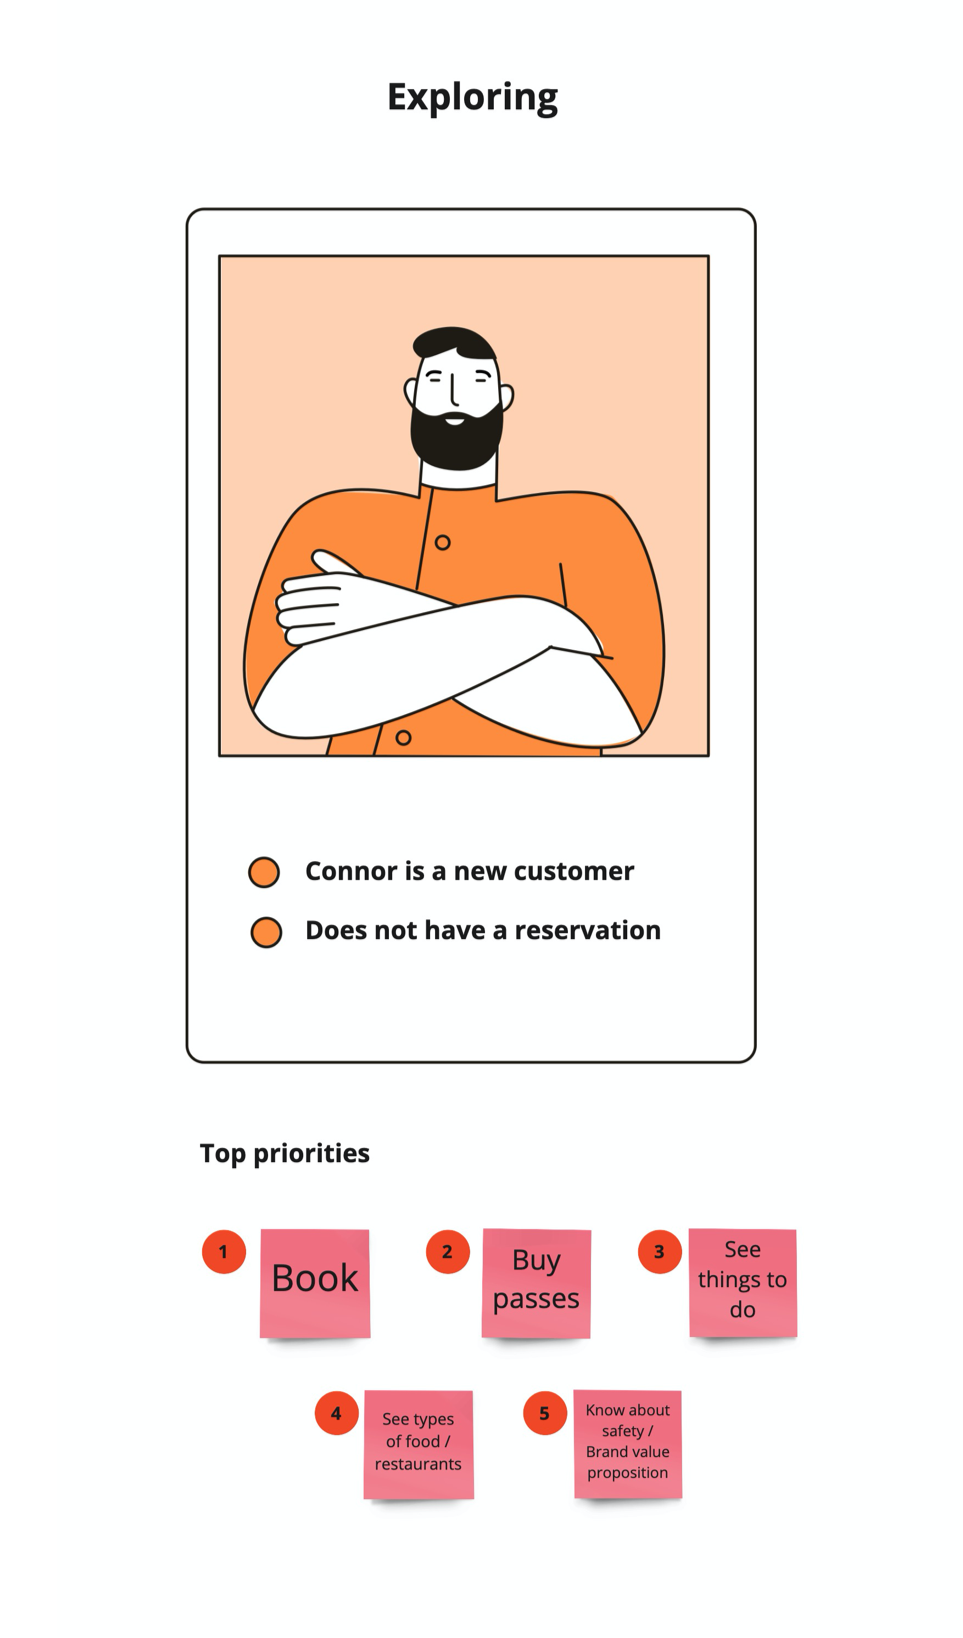 Exploring
Connor is a new customer
Does not have a reservation
Top priorities
1
Book
2
Buy
passes
3
See
things to
do
4
See types
of food /
restaurants
5
Know about
safety /
Brand value
proposition